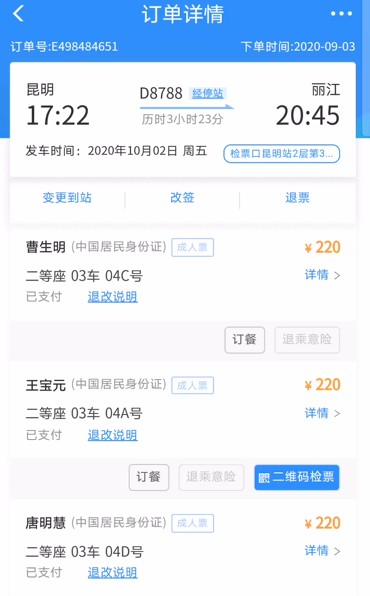 订单详情
订单号:E498484651 下单时间:2020-09-03
昆明 D8788 经停站 丽江
17:22 历时3小时23分 20:45
发车时间：2020年10月02日 周五 检票口昆明站2层第3...
变更到站 改签 退票
曹生明 (中国居民身份证) 成人票 ¥220
二等座 03车 04C号 详情 >
已支付 退改说明
订餐 退乘意险
王宝元 (中国居民身份证) 成人票 ¥220
二等座 03车 04A号 详情 >
已支付 退改说明
订餐 退乘意险 二维码检票
唐明慧 (中国居民身份证) 成人票 ¥220
二等座 03车 04D号 详情 >
已支付 退改说明